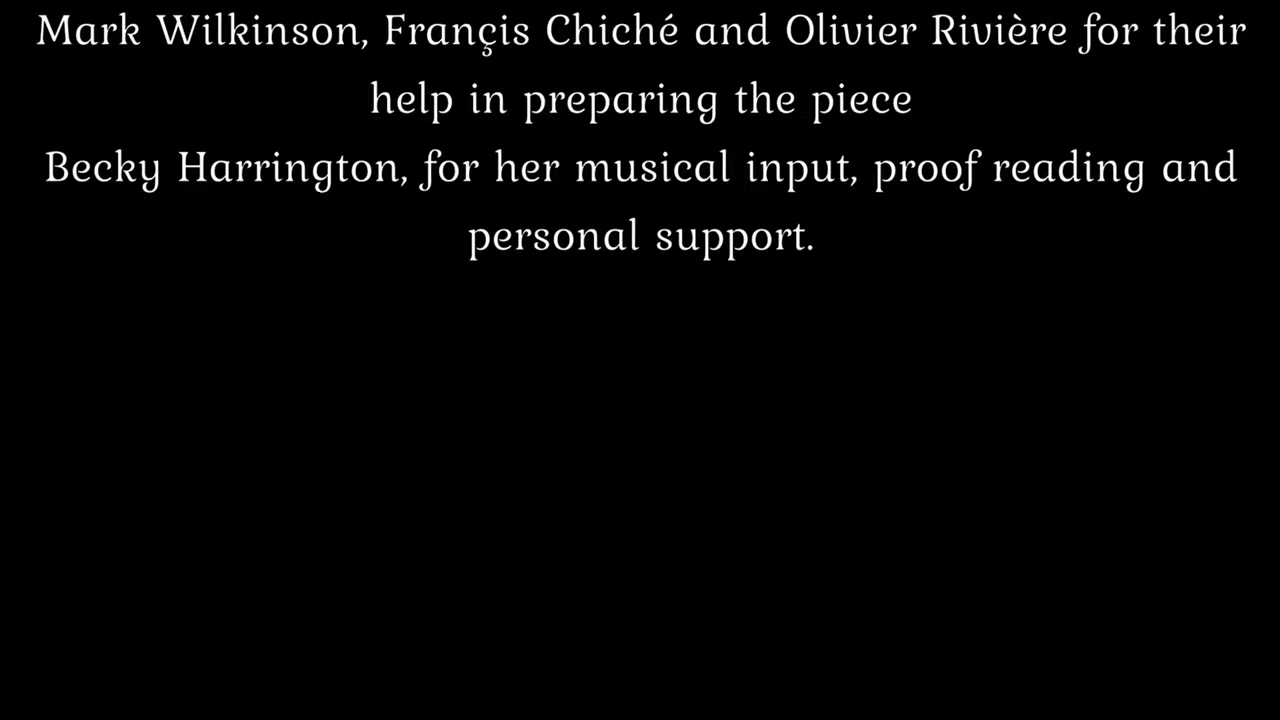 Mark Wilkinson, Françis Chiché and Olivier Rivière for their
help in preparing the piece
Becky Harrington, for her musical input, proof reading and
personal support.